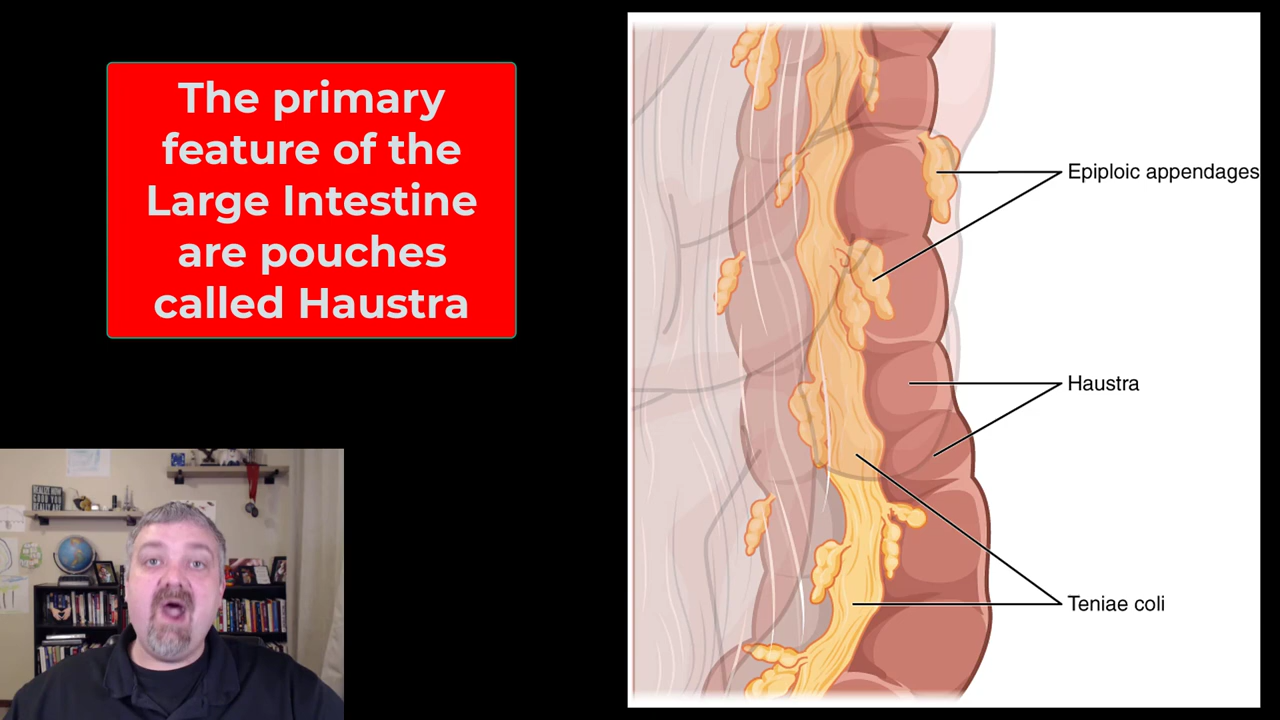 The primary
feature of the
Large Intestine
are pouches
called Haustra
Epiploic appendages
Haustra
Teniae coli